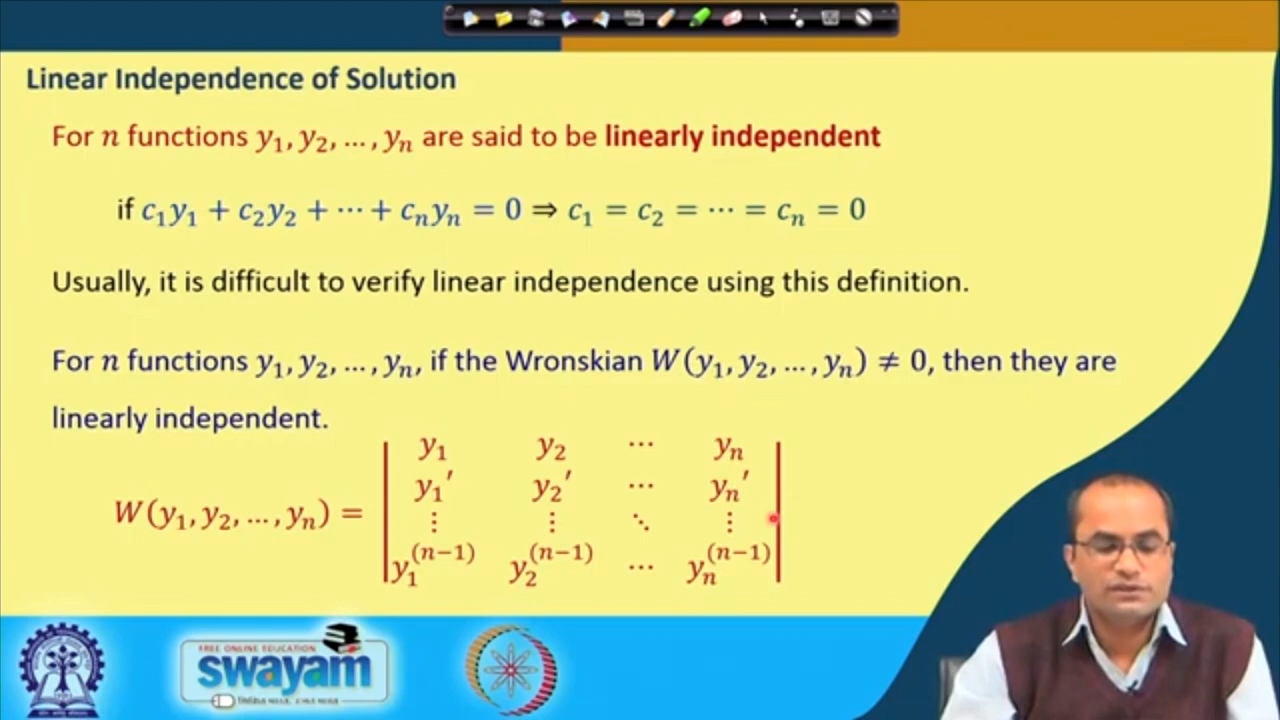 Linear Independence of Solution
For n functions y₁, y₂, … , yₙ are said to be linearly independent
if c₁y₁ + c₂y₂ + ⋯ + cₙyₙ = 0 ⇒ c₁ = c₂ = ⋯ = cₙ = 0
Usually, it is difficult to verify linear independence using this definition.
For n functions y₁, y₂, … , yₙ, if the Wronskian W(y₁, y₂, … , yₙ) ≠ 0, then they are
linearly independent.
W(y₁, y₂, … , yₙ) =
y₁ y₂ ⋯ yₙ
y₁′ y₂′ ⋯ yₙ′
⋮ ⋮ ⋱ ⋮
y₁⁽ⁿ⁻¹⁾ y₂⁽ⁿ⁻¹⁾ ⋯ yₙ⁽ⁿ⁻¹⁾
FREE ONLINE EDUCATION
swayam